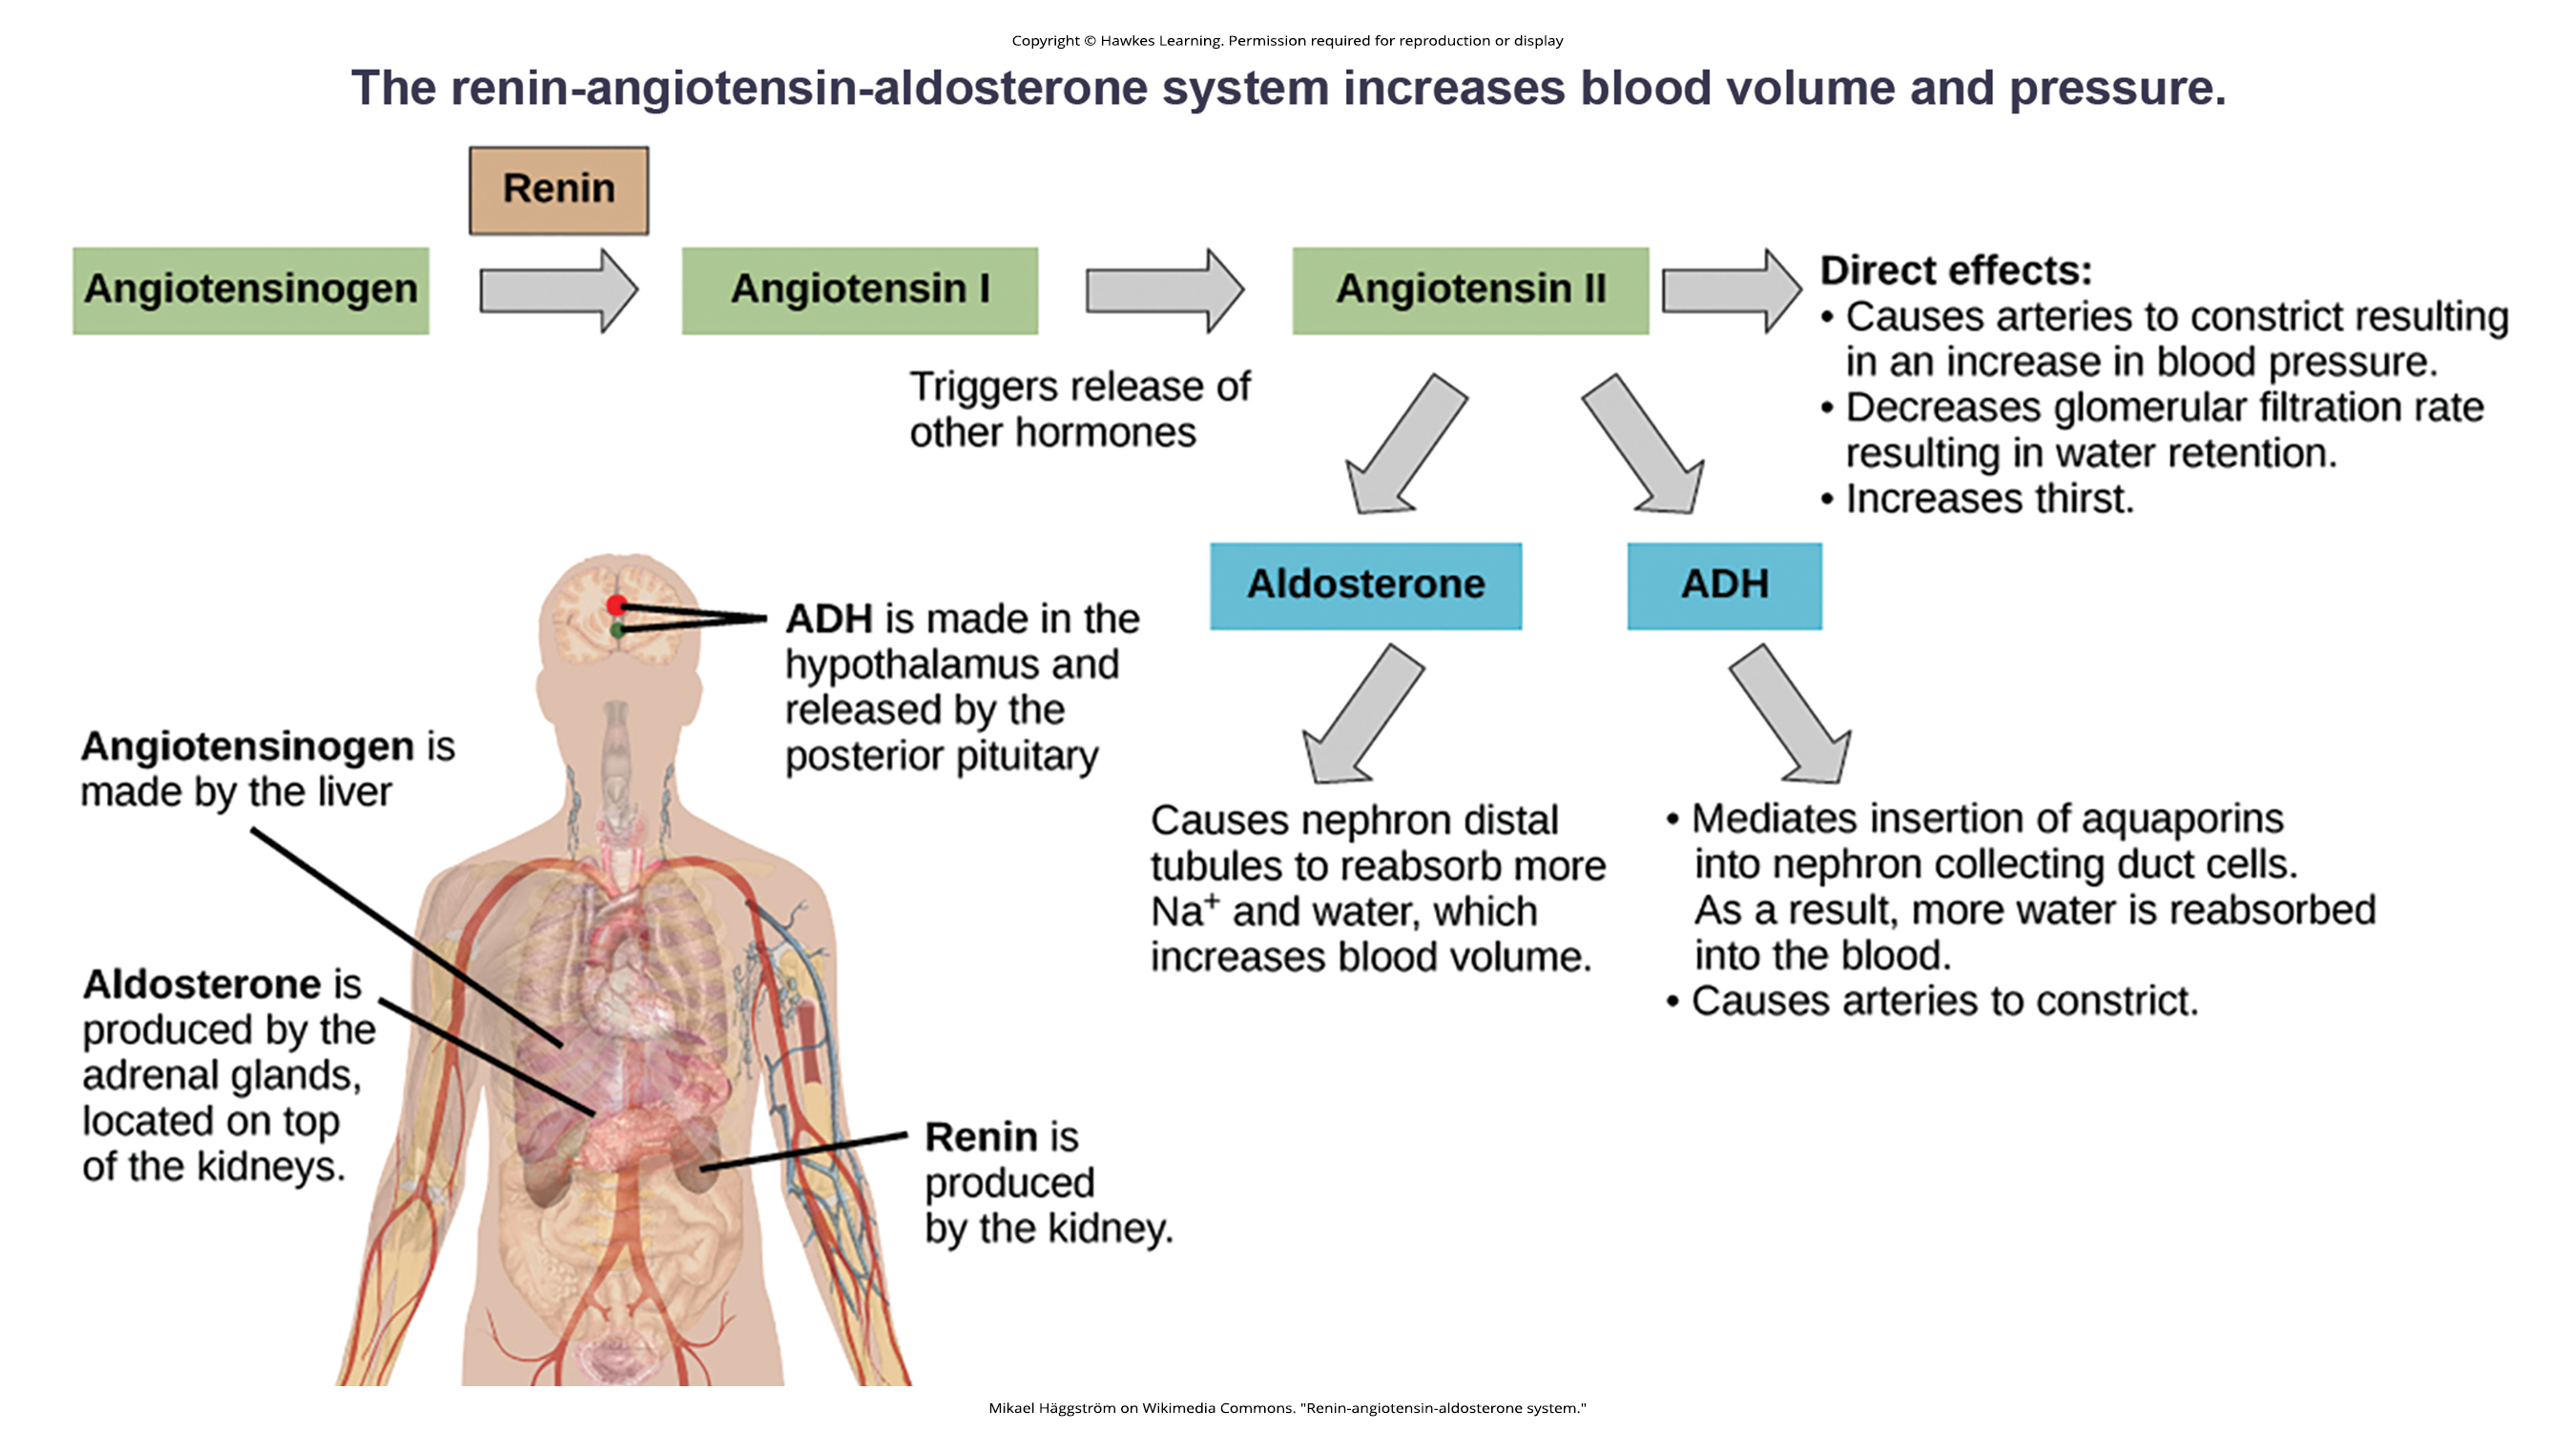 Copyright © Hawkes Learning. Permission required for reproduction or display
The renin-angiotensin-aldosterone system increases blood volume and pressure.
Renin
Angiotensinogen
Angiotensin I
Angiotensin II
Direct effects:
• Causes arteries to constrict resulting
in an increase in blood pressure.
• Decreases glomerular filtration rate
resulting in water retention.
• Increases thirst.
Triggers release of
other hormones
Aldosterone
ADH
ADH is made in the
hypothalamus and
released by the
posterior pituitary
Angiotensinogen is
made by the liver
Aldosterone is
produced by the
adrenal glands,
located on top
of the kidneys.
Renin is
produced
by the kidney.
Causes nephron distal
tubules to reabsorb more
Na⁺ and water, which
increases blood volume.
• Mediates insertion of aquaporins
into nephron collecting duct cells.
As a result, more water is reabsorbed
into the blood.
• Causes arteries to constrict.
Mikael Häggström on Wikimedia Commons. "Renin-angiotensin-aldosterone system."